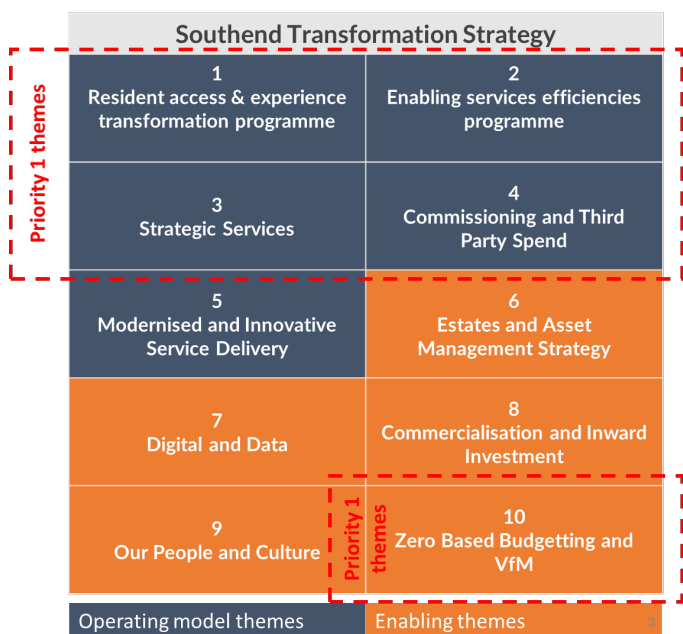 Southend Transformation Strategy
Priority 1 themes
1
Resident access & experience
transformation programme
2
Enabling services efficiencies
programme
3
Strategic Services
4
Commissioning and Third
Party Spend
5
Modernised and Innovative
Service Delivery
6
Estates and Asset
Management Strategy
7
Digital and Data
8
Commercialisation and Inward
Investment
9
Our People and Culture
Priority 1
themes
10
Zero Based Budgetting and
VfM
Operating model themes
Enabling themes
3